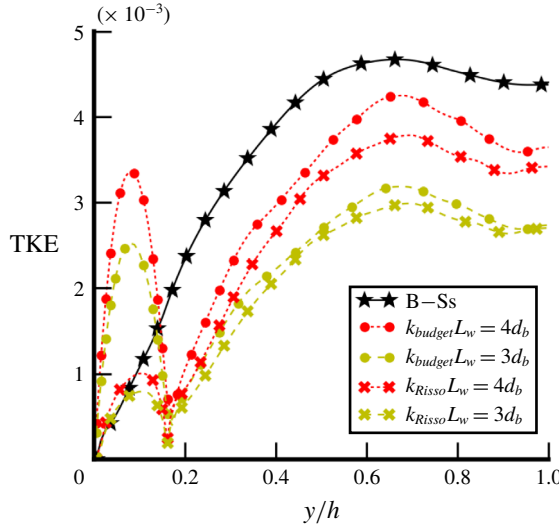 (× 10⁻³)
5
4
3
TKE
2
1
0
0.2
0.4
0.6
0.8
1.0
y/h
B−Ss
k_budget L_w = 4d_b
k_budget L_w = 3d_b
k_Risso L_w = 4d_b
k_Risso L_w = 3d_b